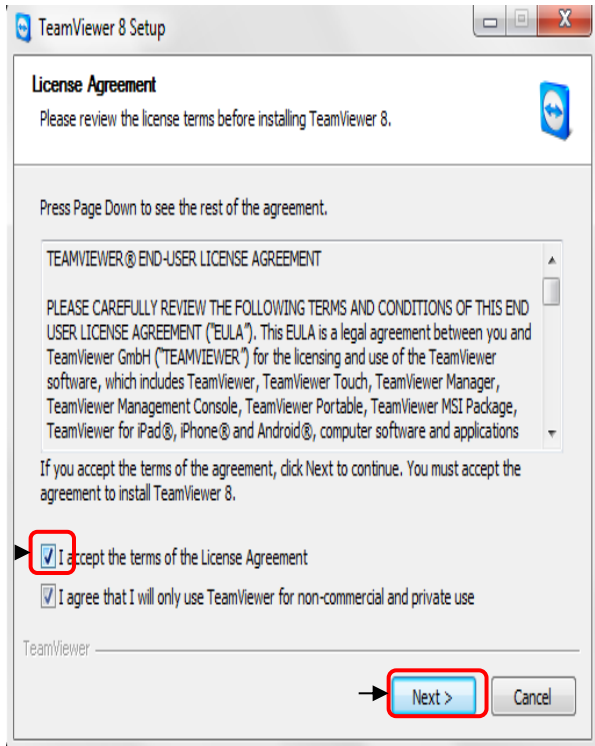 TeamViewer 8 Setup
License Agreement
Please review the license terms before installing TeamViewer 8.
Press Page Down to see the rest of the agreement.
TEAMVIEWER® END-USER LICENSE AGREEMENT
PLEASE CAREFULLY REVIEW THE FOLLOWING TERMS AND CONDITIONS OF THIS END
USER LICENSE AGREEMENT ("EULA"). This EULA is a legal agreement between you and
TeamViewer GmbH ("TEAMVIEWER") for the licensing and use of the TeamViewer
software, which includes TeamViewer, TeamViewer Touch, TeamViewer Manager,
TeamViewer Management Console, TeamViewer Portable, TeamViewer MSI Package,
TeamViewer for iPad®, iPhone® and Android®, computer software and applications
If you accept the terms of the agreement, click Next to continue. You must accept the
agreement to install TeamViewer 8.
I accept the terms of the License Agreement
I agree that I will only use TeamViewer for non-commercial and private use
TeamViewer
Next >
Cancel